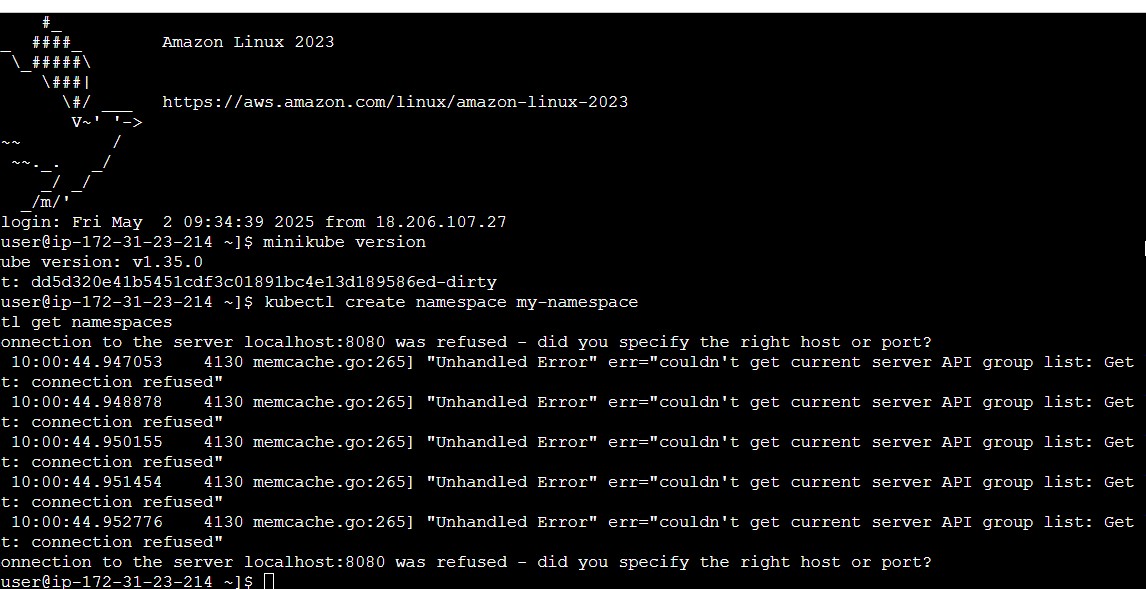 #_
_  ####_        Amazon Linux 2023
 \_#####\
    \###|
      \#/ ___   https://aws.amazon.com/linux/amazon-linux-2023
       V~' '->
~~         /
 ~~._.   _/
    _/ _/
  _/m/'
login: Fri May  2 09:34:39 2025 from 18.206.107.27
user@ip-172-31-23-214 ~]$ minikube version
ube version: v1.35.0
t: dd5d320e41b5451cdf3c01891bc4e13d189586ed-dirty
user@ip-172-31-23-214 ~]$ kubectl create namespace my-namespace
tl get namespaces
onnection to the server localhost:8080 was refused - did you specify the right host or port?
 10:00:44.947053    4130 memcache.go:265] "Unhandled Error" err="couldn't get current server API group list: Get
t: connection refused"
 10:00:44.948878    4130 memcache.go:265] "Unhandled Error" err="couldn't get current server API group list: Get
t: connection refused"
 10:00:44.950155    4130 memcache.go:265] "Unhandled Error" err="couldn't get current server API group list: Get
t: connection refused"
 10:00:44.951454    4130 memcache.go:265] "Unhandled Error" err="couldn't get current server API group list: Get
t: connection refused"
 10:00:44.952776    4130 memcache.go:265] "Unhandled Error" err="couldn't get current server API group list: Get
t: connection refused"
onnection to the server localhost:8080 was refused - did you specify the right host or port?
user@ip-172-31-23-214 ~]$